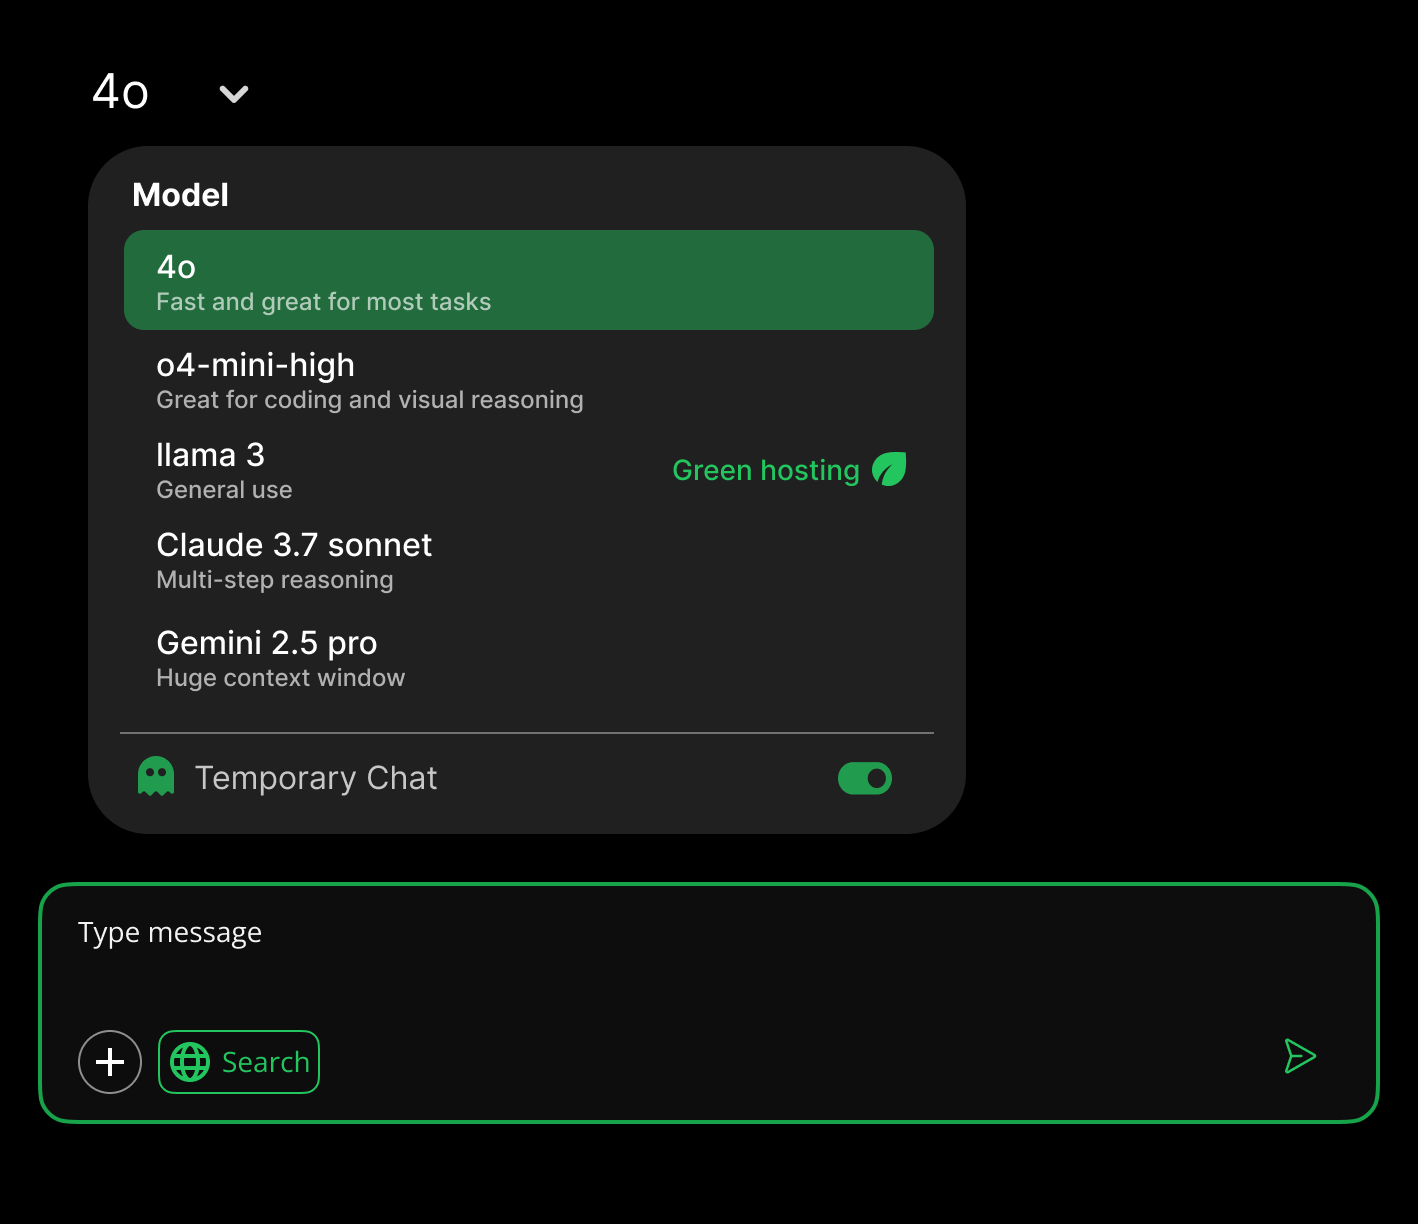 4o
Model
4o
Fast and great for most tasks
o4-mini-high
Great for coding and visual reasoning
llama 3
General use
Green hosting
Claude 3.7 sonnet
Multi-step reasoning
Gemini 2.5 pro
Huge context window
Temporary Chat
Type message
Search